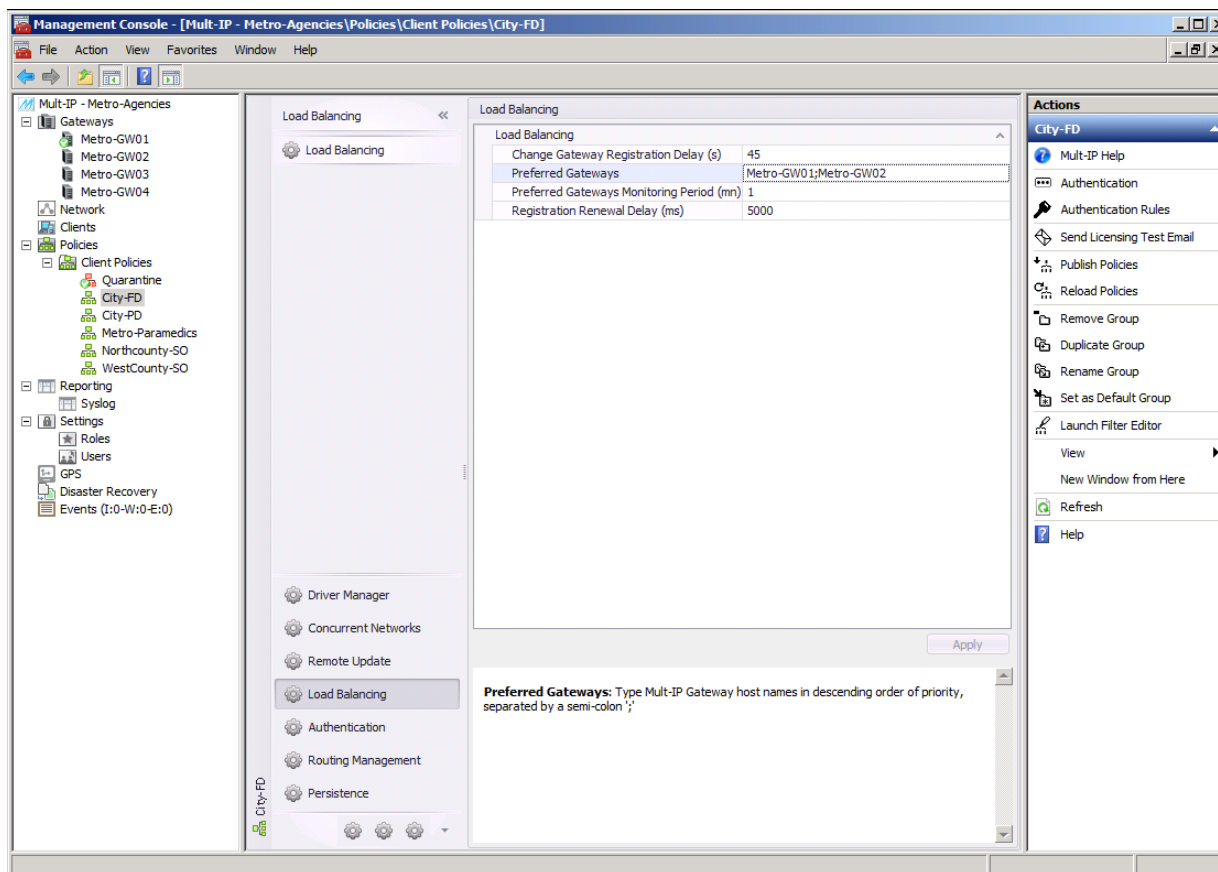 Management Console - [Mult-IP - Metro-Agencies\Policies\Client Policies\City-FD]
File Action View Favorites Window Help
Mult-IP - Metro-Agencies
Gateways
Metro-GW01
Metro-GW02
Metro-GW03
Metro-GW04
Network
Clients
Policies
Client Policies
Quarantine
City-FD
City-PD
Metro-Paramedics
Northcounty-SO
WestCounty-SO
Reporting
Syslog
Settings
Roles
Users
GPS
Disaster Recovery
Events (I:0-W:0-E:0)
City-FD
Load Balancing «
Load Balancing
Driver Manager
Concurrent Networks
Remote Update
Load Balancing
Authentication
Routing Management
Persistence
Load Balancing
Load Balancing
Change Gateway Registration Delay (s) 45
Preferred Gateways Metro-GW01;Metro-GW02
Preferred Gateways Monitoring Period (mn) 1
Registration Renewal Delay (ms) 5000
Apply
Preferred Gateways: Type Mult-IP Gateway host names in descending order of priority,
separated by a semi-colon ';'
Actions
City-FD
Mult-IP Help
Authentication
Authentication Rules
Send Licensing Test Email
Publish Policies
Reload Policies
Remove Group
Duplicate Group
Rename Group
Set as Default Group
Launch Filter Editor
View
New Window from Here
Refresh
Help